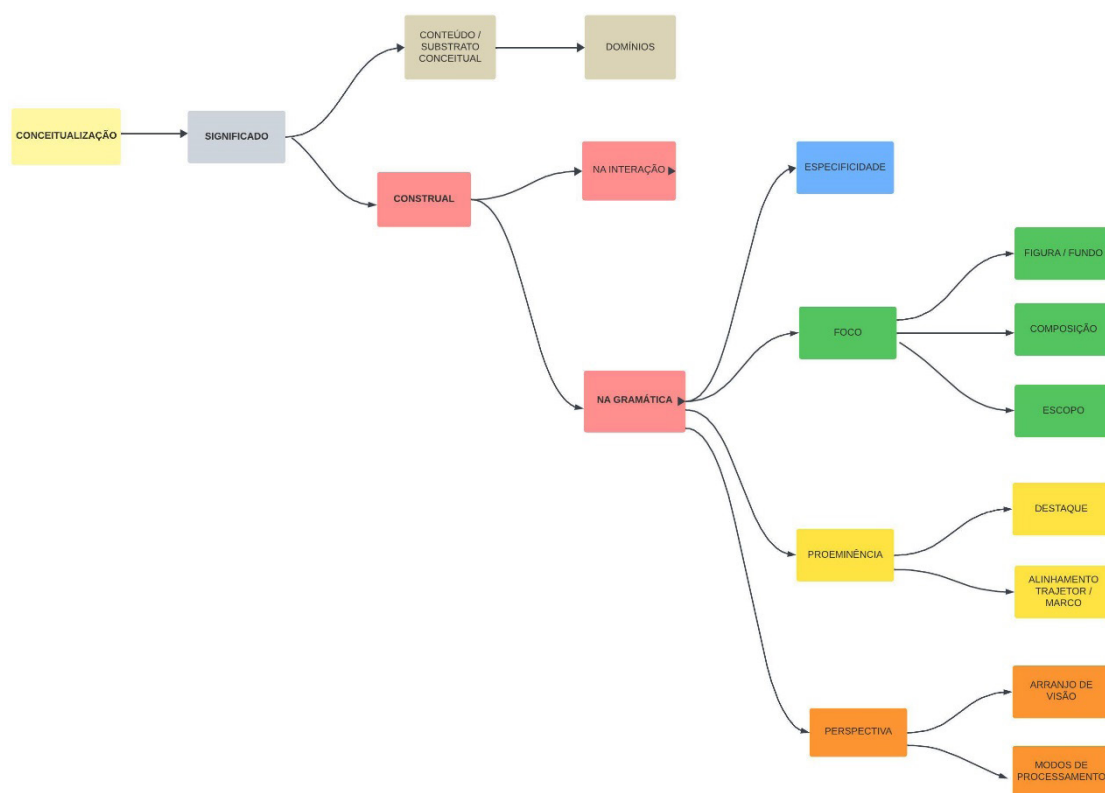 CONTEÚDO /
SUBSTRATO
CONCEITUAL
DOMÍNIOS
CONCEITUALIZAÇÃO
SIGNIFICADO
CONSTRUAL
NA INTERAÇÃO
ESPECIFICIDADE
NA GRAMÁTICA
FOCO
FIGURA / FUNDO
COMPOSIÇÃO
ESCOPO
PROEMINÊNCIA
DESTAQUE
ALINHAMENTO
TRAJETOR /
MARCO
PERSPECTIVA
ARRANJO DE
VISÃO
MODOS DE
PROCESSAMENTO